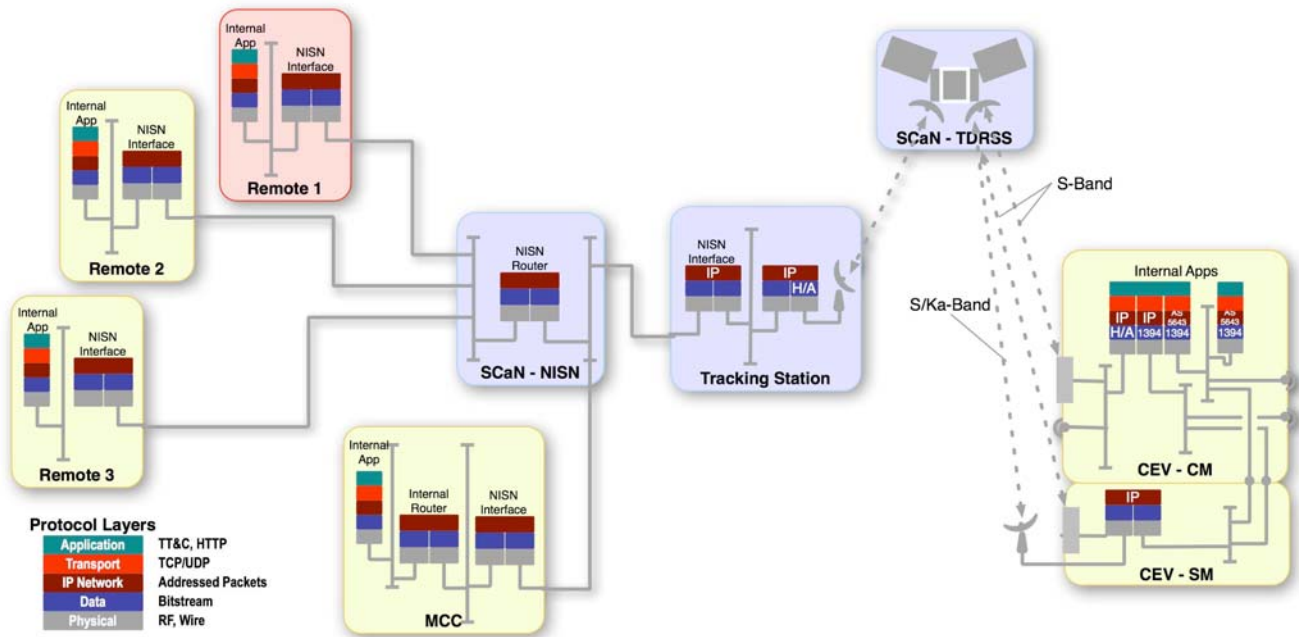 Internal
App
NISN
Interface
Remote 1
Internal
App
NISN
Interface
Remote 2
Internal
App
NISN
Interface
Remote 3
SCaN - TDRSS
S-Band
S/Ka-Band
NISN
Router
SCaN - NISN
NISN
Interface
IP
IP
H/A
Tracking Station
Internal Apps
IP
IP
AS
5643
AS
5643
H/A
1394
1394
1394
CEV - CM
IP
CEV - SM
Internal
App
Internal
Router
NISN
Interface
MCC
Protocol Layers
Application TT&C, HTTP
Transport TCP/UDP
IP Network Addressed Packets
Data Bitstream
Physical RF, Wire